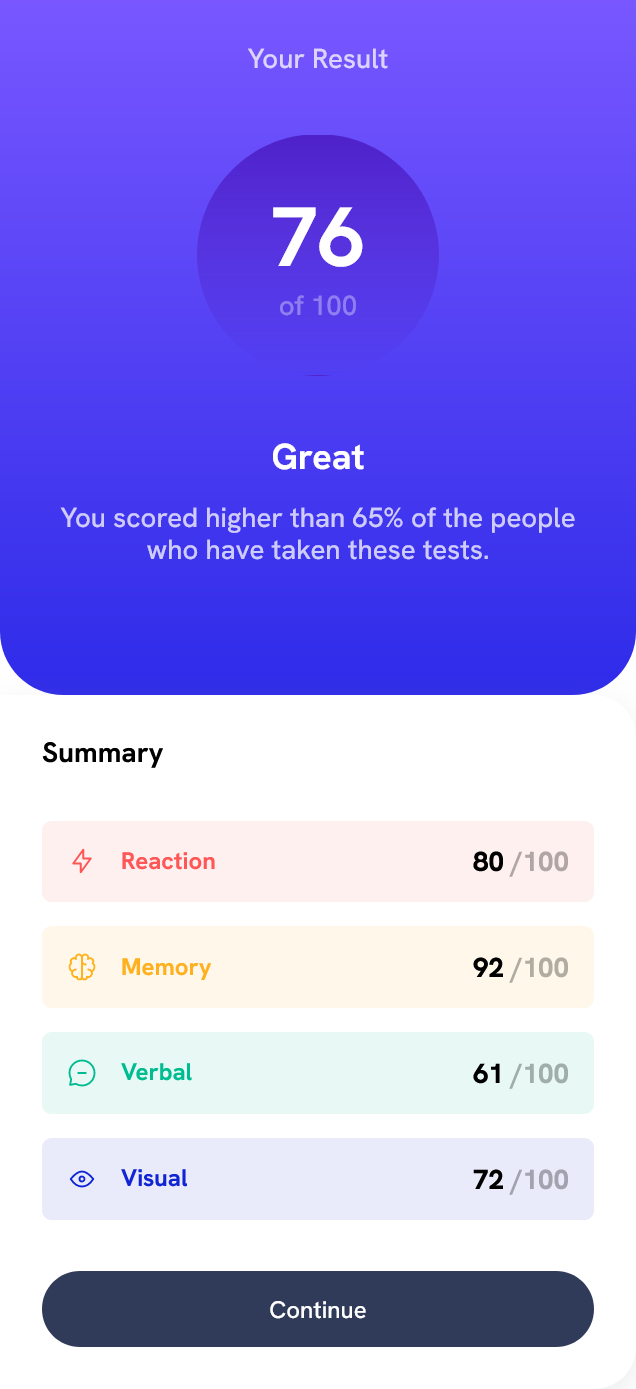 Your Result
76
of 100
Great
You scored higher than 65% of the people
who have taken these tests.
Summary
Reaction 80 /100
Memory 92 /100
Verbal 61 /100
Visual 72 /100
Continue